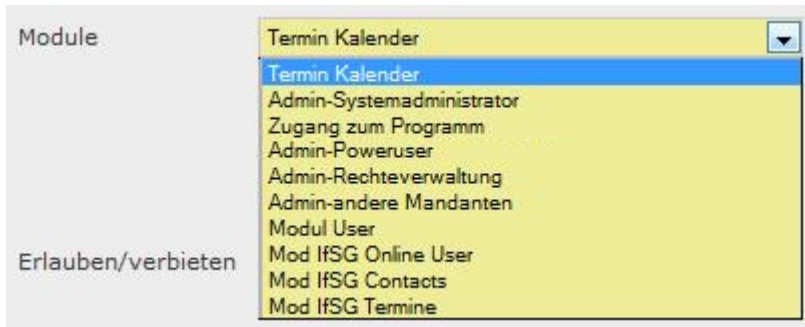 Module
Termin Kalender
Termin Kalender
Admin-Systemadministrator
Zugang zum Programm
Admin-Poweruser
Admin-Rechteverwaltung
Admin-andere Mandanten
Modul User
Erlauben/verbieten
Mod IfSG Online User
Mod IfSG Contacts
Mod IfSG Termine